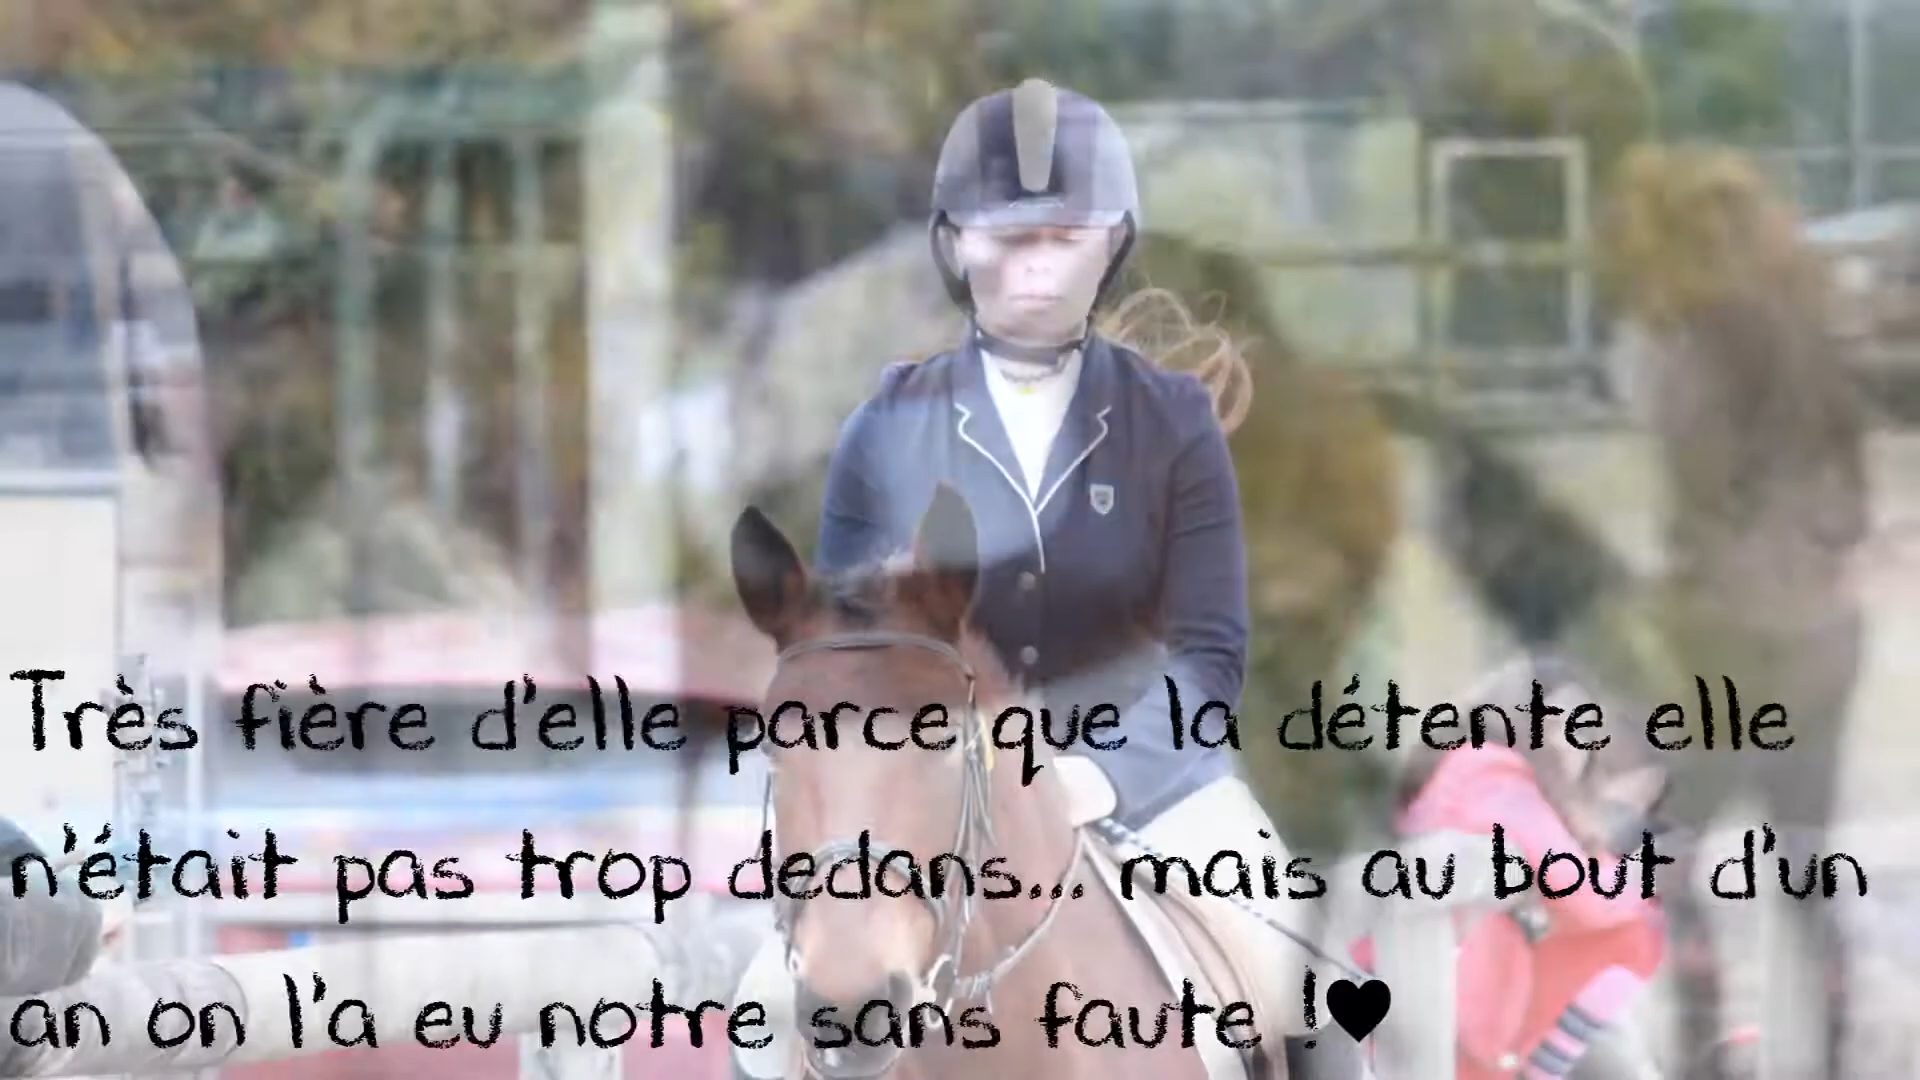 Très fière d'elle parce que la détente elle
n'était pas trop dedans... mais au bout d'un
an on l'a eu notre sans faute !♥